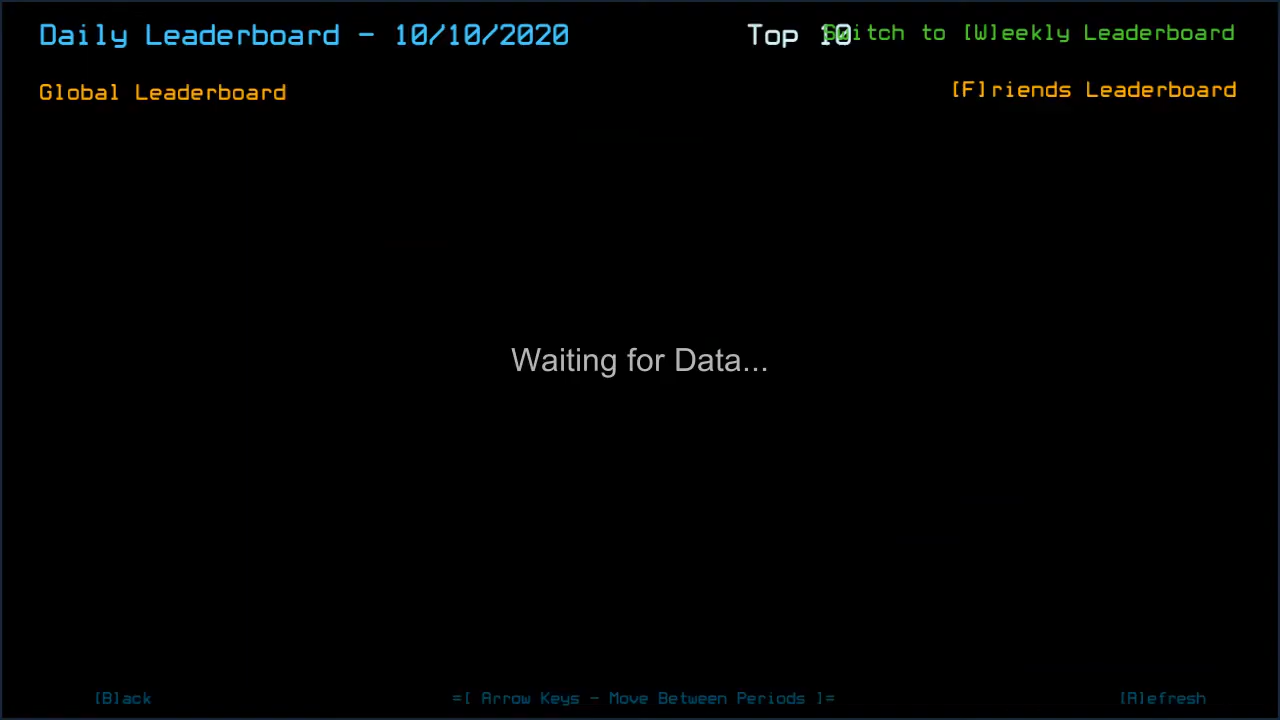 Daily Leaderboard - 10/10/2020
Top 10
Switch to [W]eekly Leaderboard
Global Leaderboard
[F]riends Leaderboard
Waiting for Data...
[B]lack
=[ Arrow Keys - Move Between Periods ]=
[R]efresh